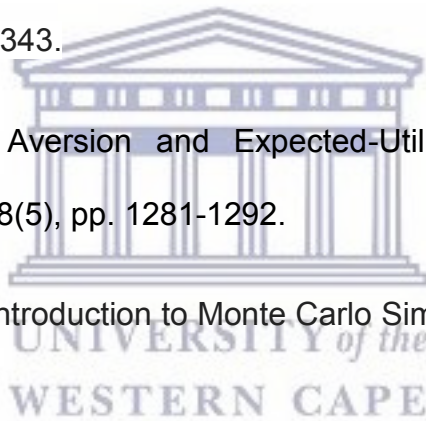 343.
Aversion and Expected-Util
8(5), pp. 1281-1292.
ntroduction to Monte Carlo Sim
UNIVERSITY of the
WESTERN CAPE